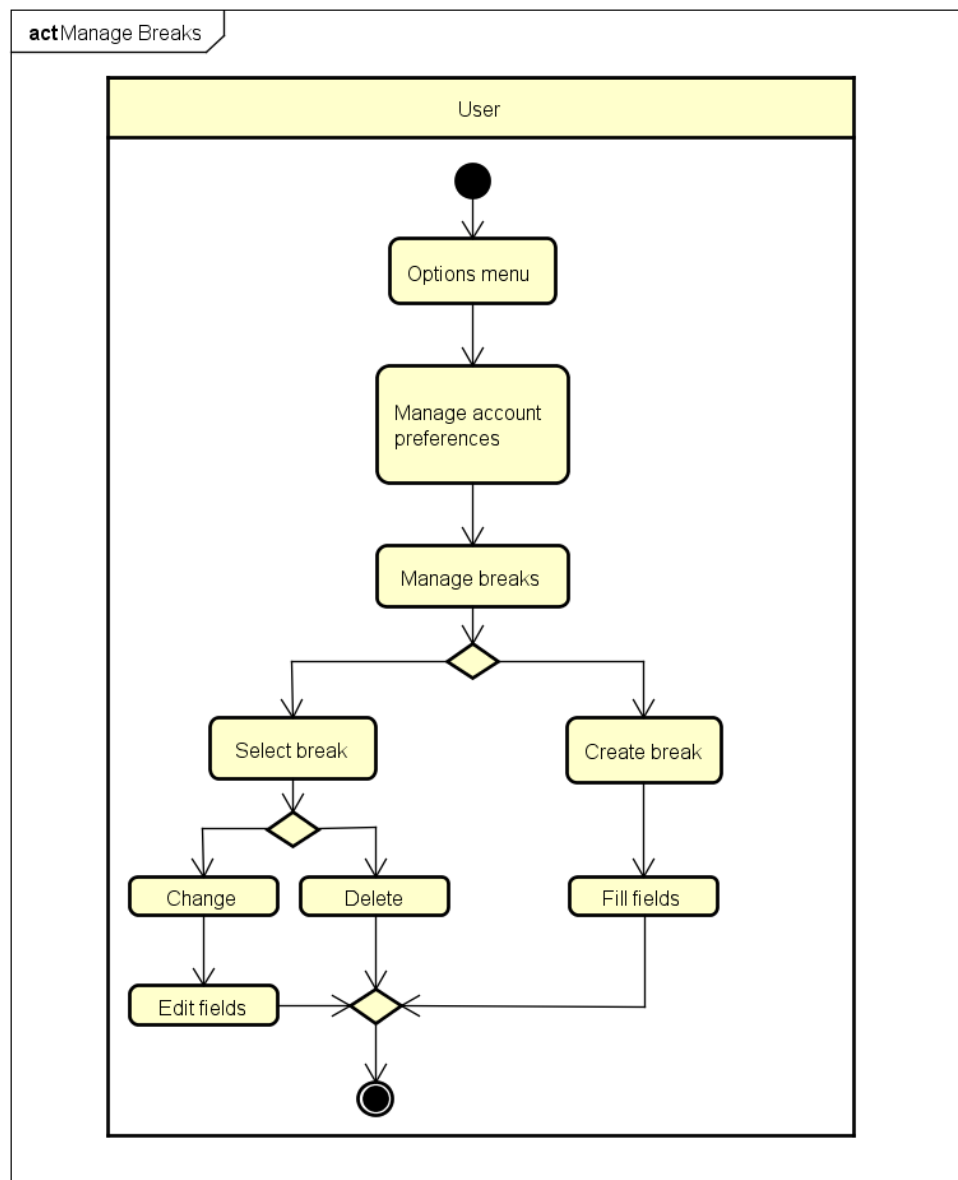 act Manage Breaks
User
Options menu
Manage account
preferences
Manage breaks
Select break
Create break
Change
Delete
Fill fields
Edit fields